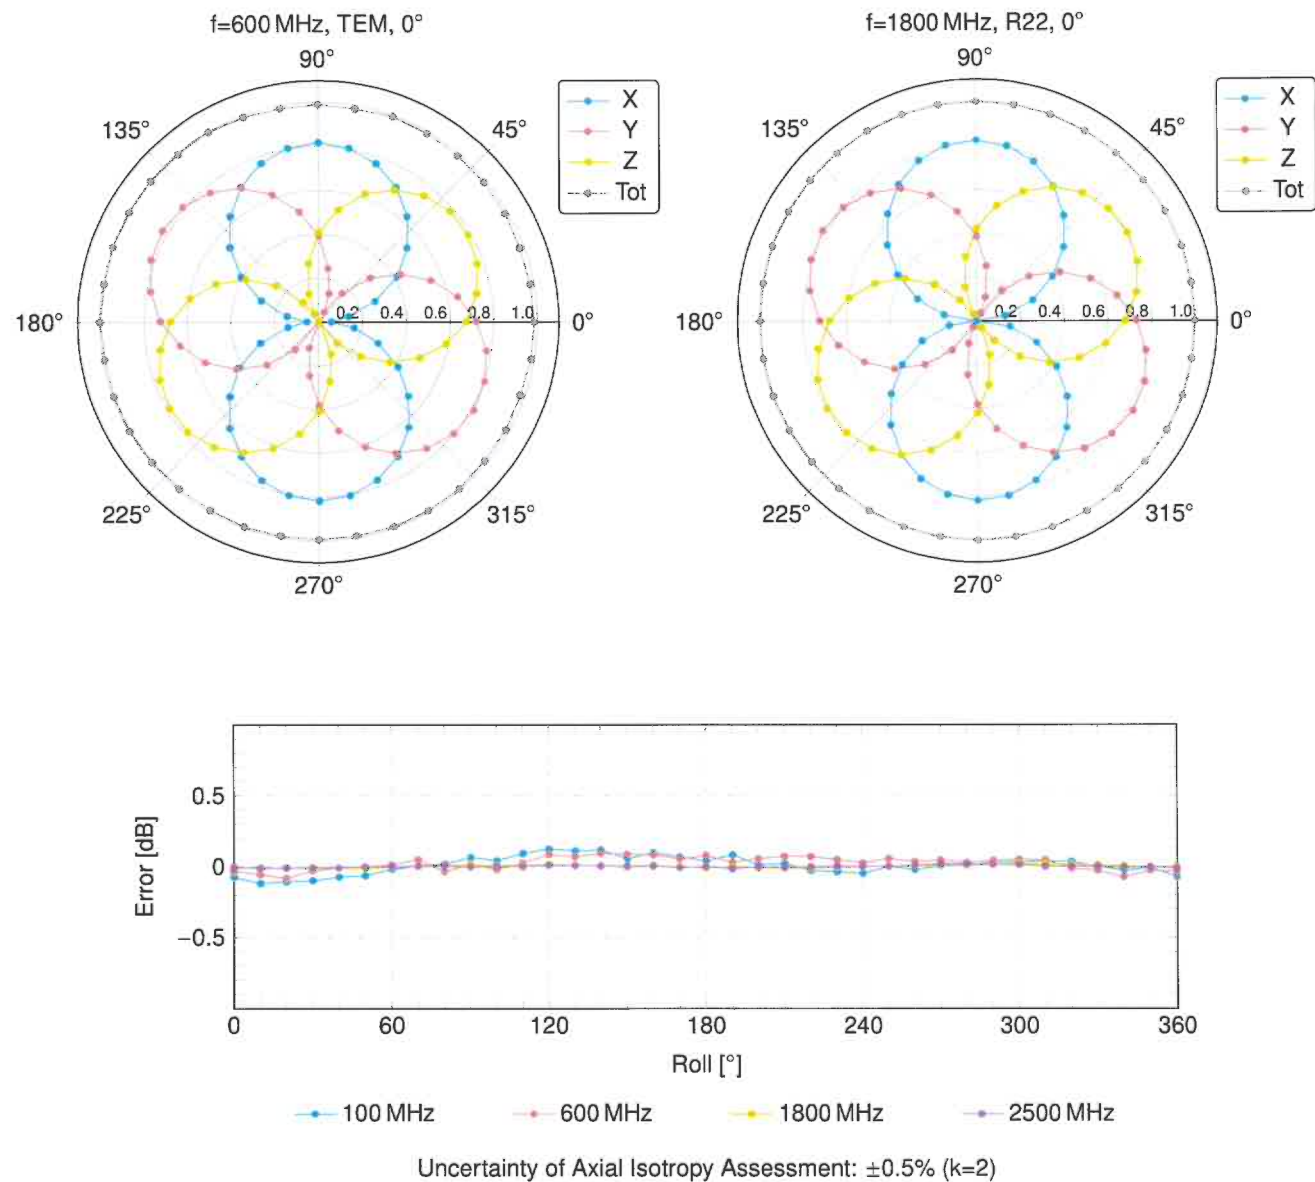 f=600 MHz, TEM, 0°
90°
135°
45°
180°
0.2 0.4 0.6 0.8 1.0
0°
225°
315°
270°
X
Y
Z
Tot
f=1800 MHz, R22, 0°
90°
135°
45°
180°
0.2 0.4 0.6 0.8 1.0
0°
225°
315°
270°
X
Y
Z
Tot
Error [dB]
0.5
0
−0.5
0 60 120 180 240 300 360
Roll [°]
100 MHz 600 MHz 1800 MHz 2500 MHz
Uncertainty of Axial Isotropy Assessment: ±0.5% (k=2)